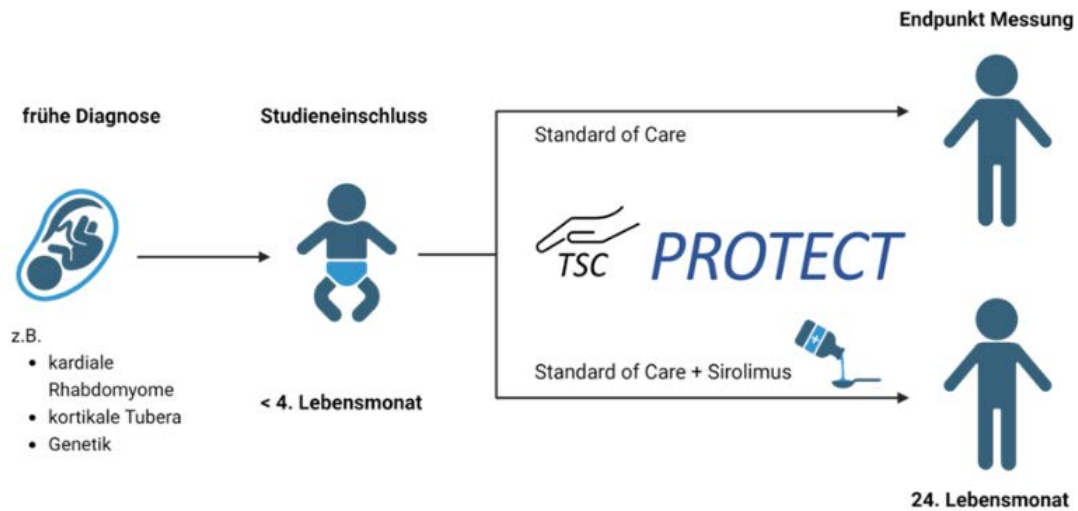 Endpunkt Messung
frühe Diagnose
Studieneinschluss
Standard of Care
TSC
PROTECT
z.B.
• kardiale
Rhabdomyome
• kortikale Tubera
• Genetik
< 4. Lebensmonat
Standard of Care + Sirolimus
24. Lebensmonat